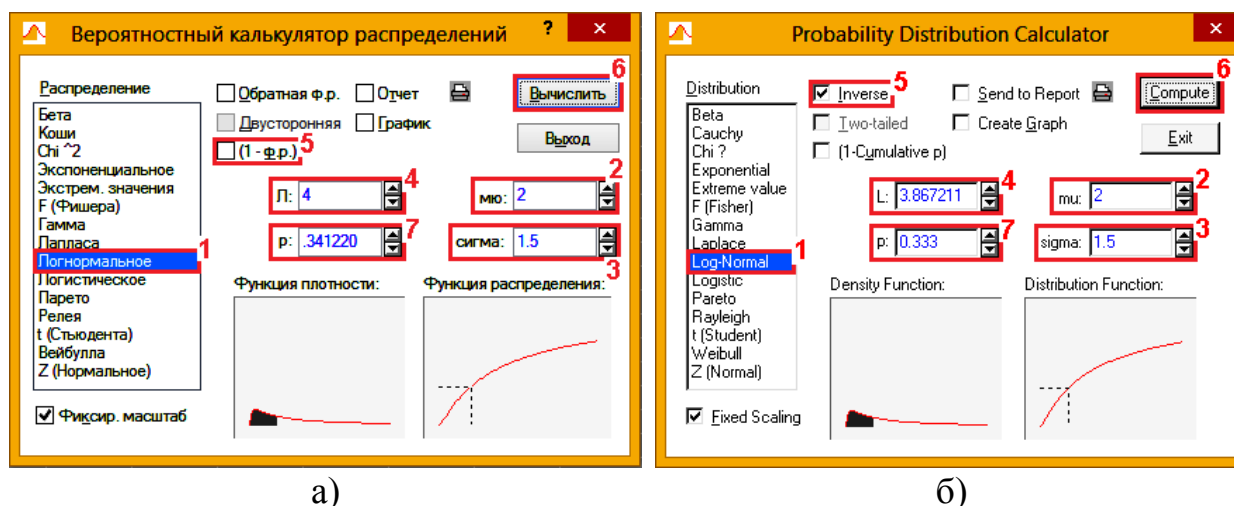 Вероятностный калькулятор распределений ? ×
Распределение
Бета
Коши
Chi ^2
Экспоненциальное
Экстрем. значения
F (Фишера)
Гамма
Лапласа
Логнормальное 1
Логистическое
Парето
Релея
t (Стьюдента)
Вейбулла
Z (Нормальное)
Фиксир. масштаб
Обратная ф.р.
Отчет
Двусторонняя
График
(1 - ф.р.) 5
Вычислить 6
Выход
Л: 4 4
мю: 2 2
p: .341220 7
сигма: 1.5 3
Функция плотности:
Функция распределения:
а)
Probability Distribution Calculator ×
Distribution
Beta
Cauchy
Chi ?
Exponential
Extreme value
F (Fisher)
Gamma
Laplace
Log-Normal 1
Logistic
Pareto
Rayleigh
t (Student)
Weibull
Z (Normal)
Fixed Scaling
Inverse 5
Send to Report
Two-tailed
Create Graph
(1-Cumulative p)
Compute 6
Exit
L: 3.867211 4
mu: 2 2
p: 0.333 7
sigma: 1.5 3
Density Function:
Distribution Function:
б)